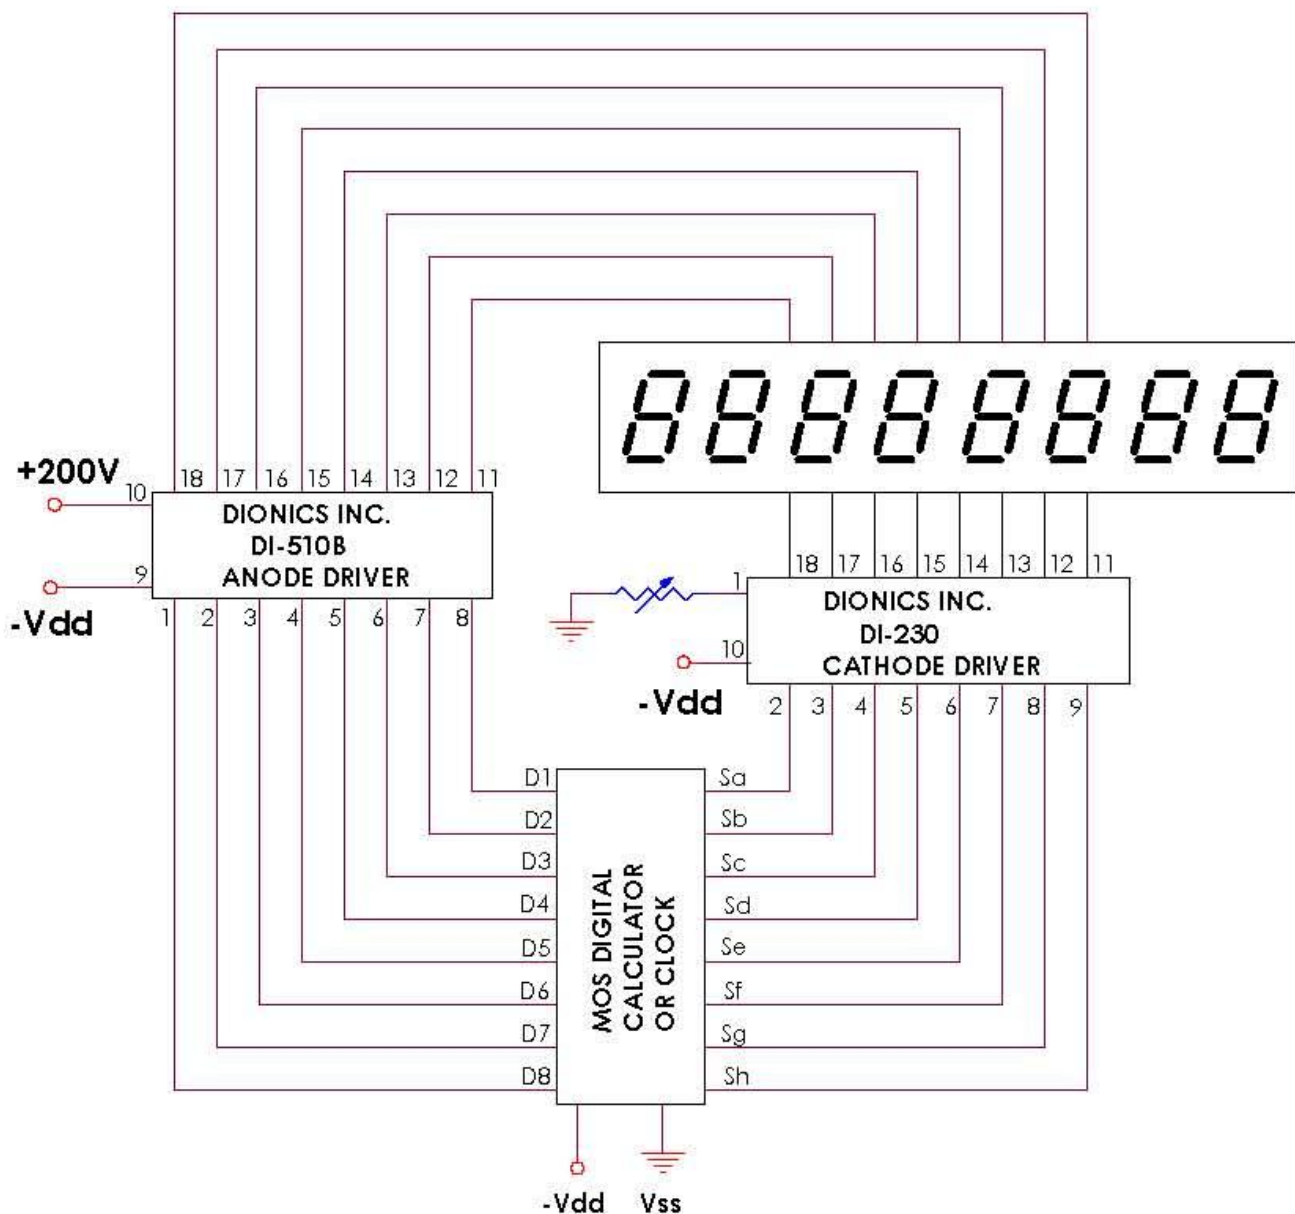 +200V
10
18 17 16 15 14 13 12 11
DIONICS INC.
DI-510B
ANODE DRIVER
9
-Vdd
1 2 3 4 5 6 7 8
18 17 16 15 14 13 12 11
1
DIONICS INC.
DI-230
CATHODE DRIVER
10
-Vdd
2 3 4 5 6 7 8 9
D1
D2
D3
D4
D5
D6
D7
D8
MOS DIGITAL
CALCULATOR
OR CLOCK
Sa
Sb
Sc
Sd
Se
Sf
Sg
Sh
-Vdd Vss